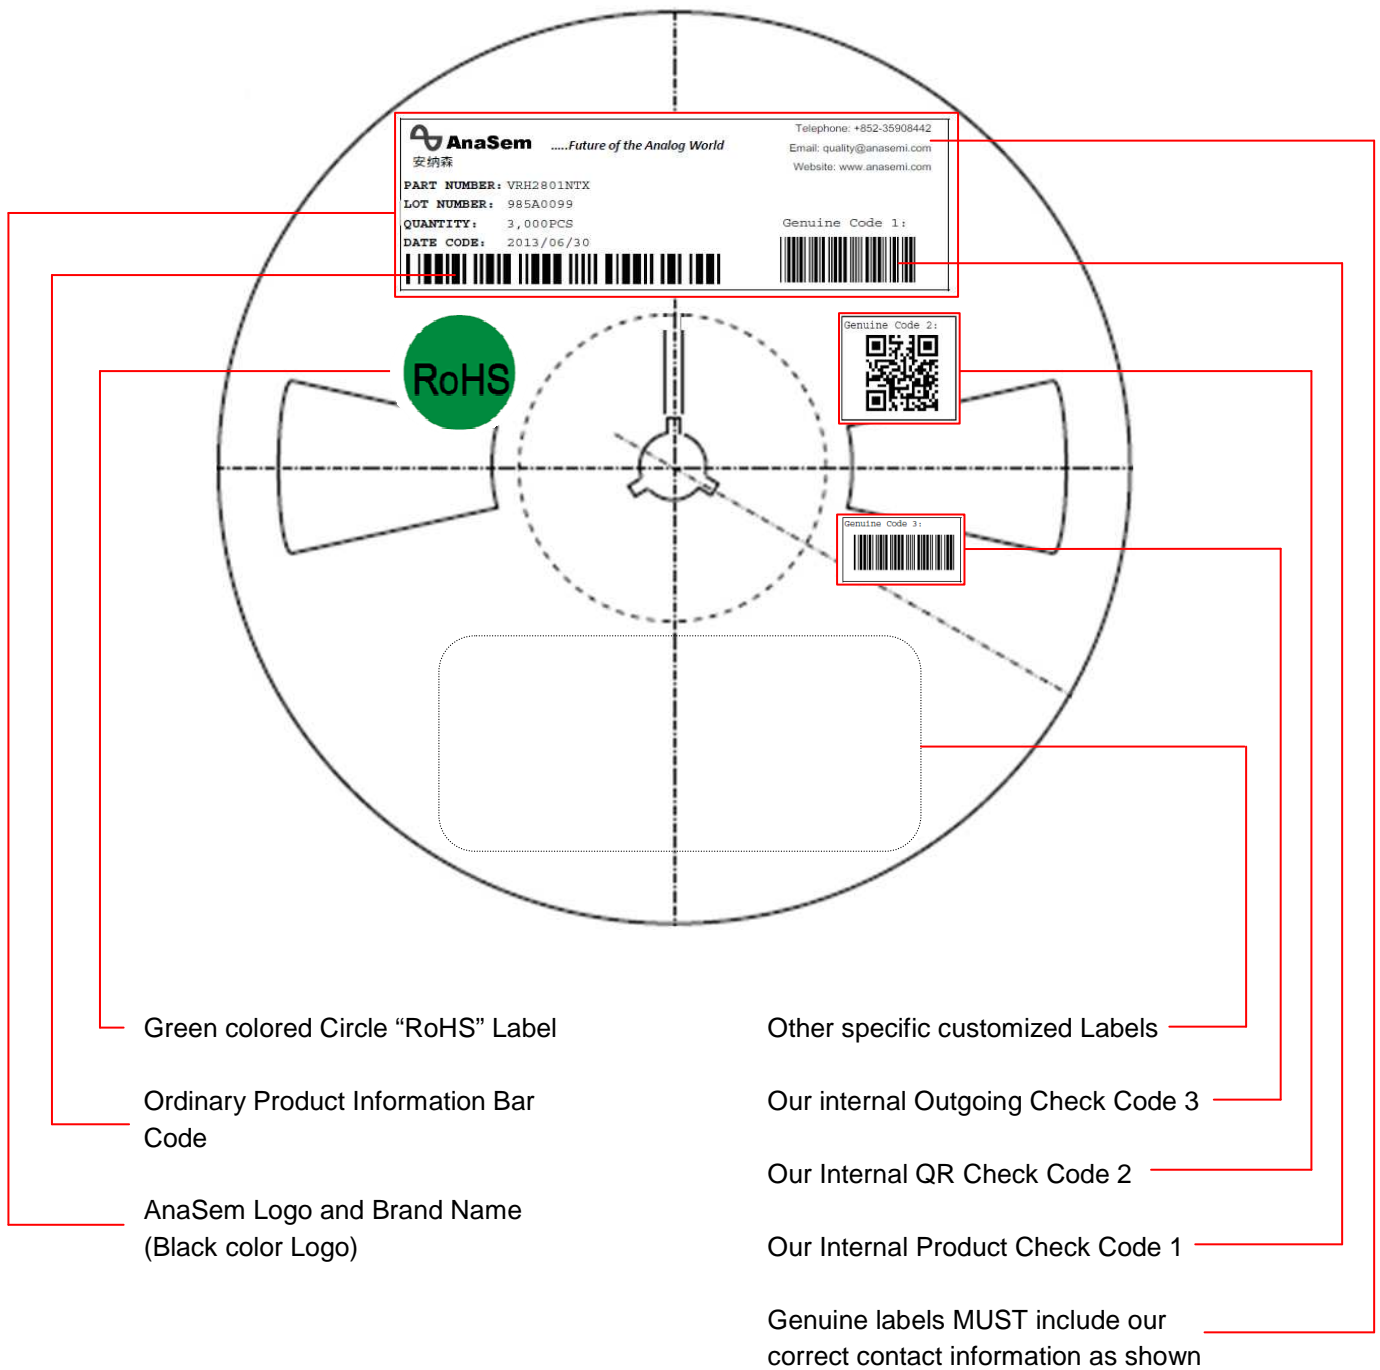 AnaSem .....Future of the Analog World
安纳森
Telephone: +852-35908442
Email: quality@anasemi.com
Website: www.anasemi.com
PART NUMBER: VRH2801NTX
LOT NUMBER: 985A0099
QUANTITY: 3,000PCS
DATE CODE: 2013/06/30
Genuine Code 1:
RoHS
Genuine Code 2:
Genuine Code 3:
Green colored Circle “RoHS” Label
Ordinary Product Information Bar
Code
AnaSem Logo and Brand Name
(Black color Logo)
Other specific customized Labels
Our internal Outgoing Check Code 3
Our Internal QR Check Code 2
Our Internal Product Check Code 1
Genuine labels MUST include our
correct contact information as shown